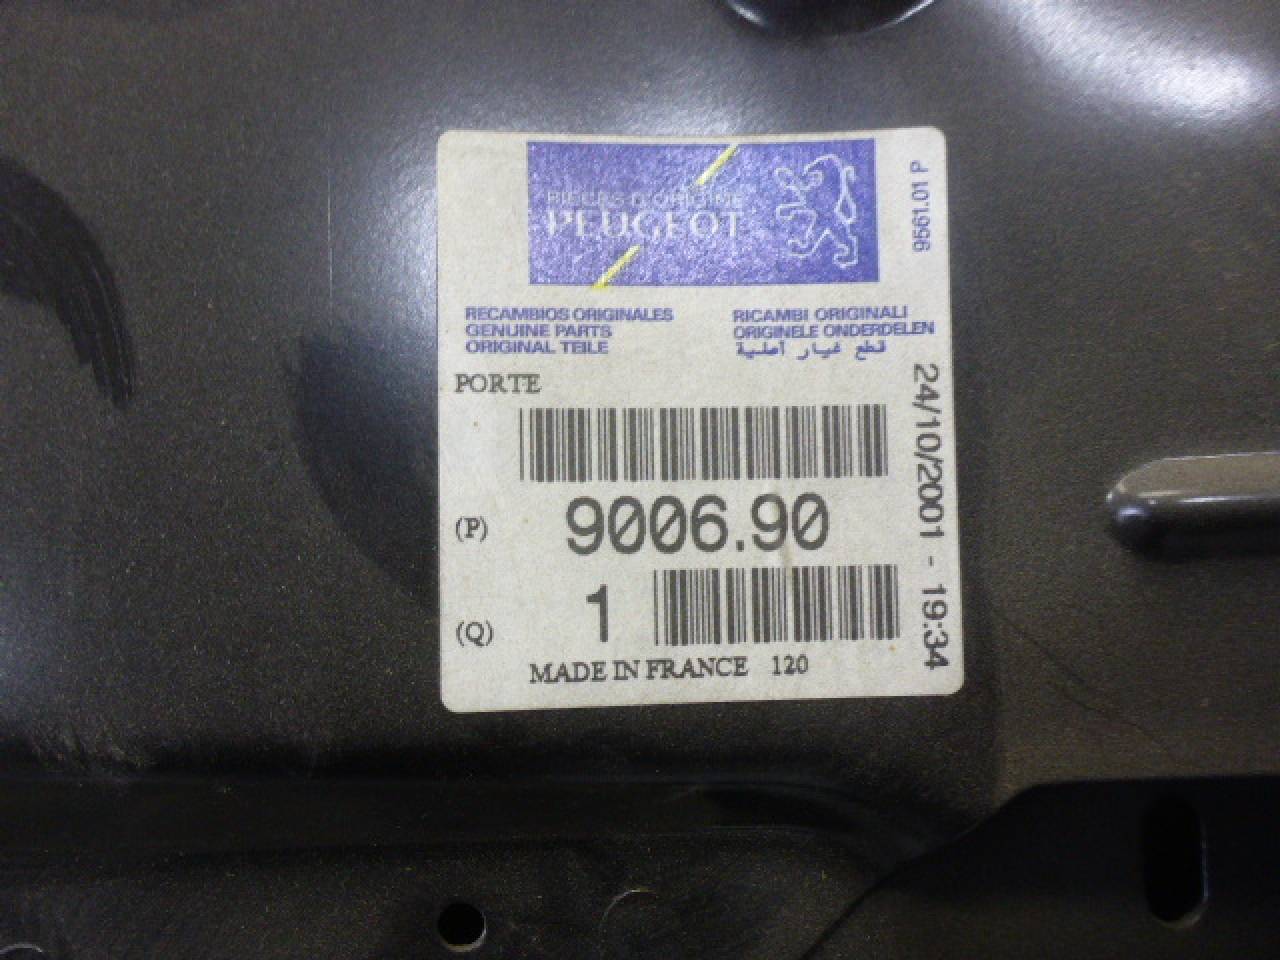 PIECES D'ORIGINE
PEUGEOT
9561.01 P
RECAMBIOS ORIGINALES
GENUINE PARTS
ORIGINAL TEILE
RICAMBI ORIGINALI
ORIGINELE ONDERDELEN
قطع غيار أصلية
PORTE
(P) 9006.90
(Q) 1
MADE IN FRANCE 120
24/10/2001 - 19:34